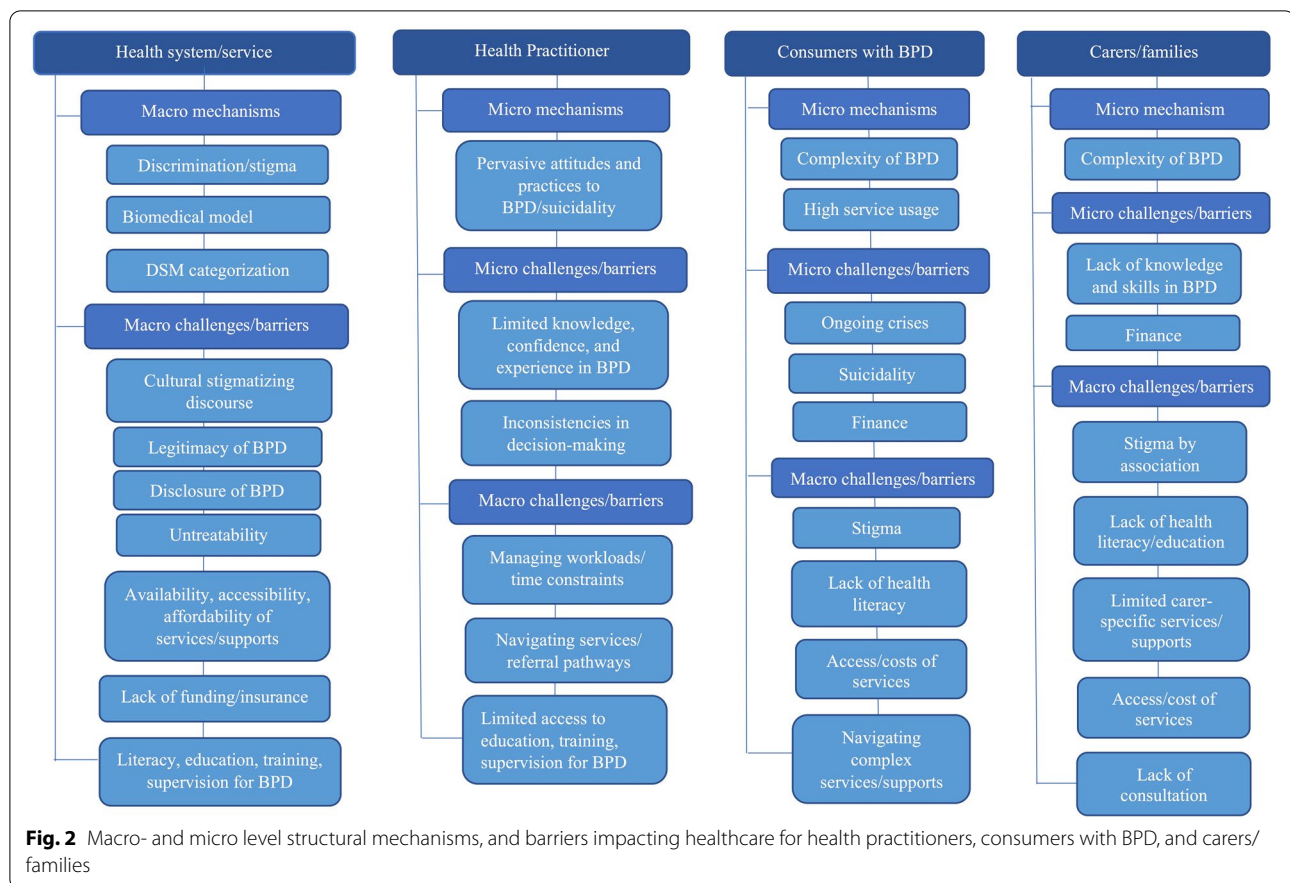 Health system/service
Macro mechanisms
Discrimination/stigma
Biomedical model
DSM categorization
Macro challenges/barriers
Cultural stigmatizing
discourse
Legitimacy of BPD
Disclosure of BPD
Untreatability
Availability, accessibility,
affordability of
services/supports
Lack of funding/insurance
Literacy, education, training,
supervision for BPD
Health Practitioner
Micro mechanisms
Pervasive attitudes and
practices to
BPD/suicidality
Micro challenges/barriers
Limited knowledge,
confidence, and
experience in BPD
Inconsistencies in
decision-making
Macro challenges/barriers
Managing workloads/
time constraints
Navigating services/
referral pathways
Limited access to
education, training,
supervision for BPD
Consumers with BPD
Micro mechanisms
Complexity of BPD
High service usage
Micro challenges/barriers
Ongoing crises
Suicidality
Finance
Macro challenges/barriers
Stigma
Lack of health
literacy
Access/costs of
services
Navigating
complex
services/supports
Carers/families
Micro mechanism
Complexity of BPD
Micro challenges/barriers
Lack of knowledge
and skills in BPD
Finance
Macro challenges/barriers
Stigma by
association
Lack of health
literacy/education
Limited carer-
specific services/
supports
Access/cost of
services
Lack of
consultation
Fig. 2 Macro- and micro level structural mechanisms, and barriers impacting healthcare for health practitioners, consumers with BPD, and carers/
families